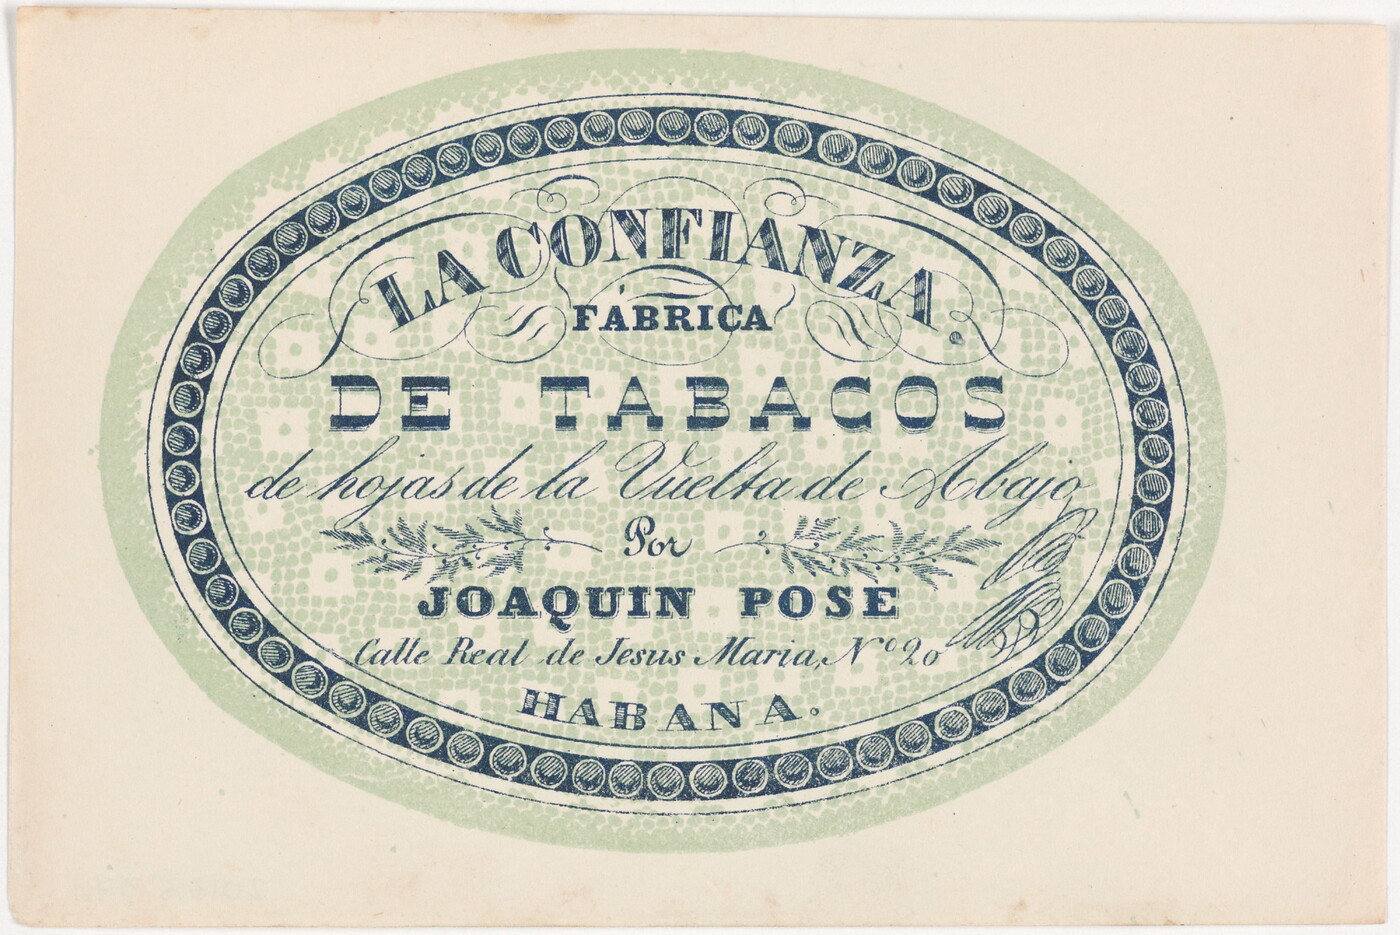 LA CONFIANZA.
FÁBRICA
DE TABACOS
de hojas de la Vuelta de Abajo
Por
JOAQUIN POSE
Calle Real de Jesus Maria, Nº 20
HABANA.